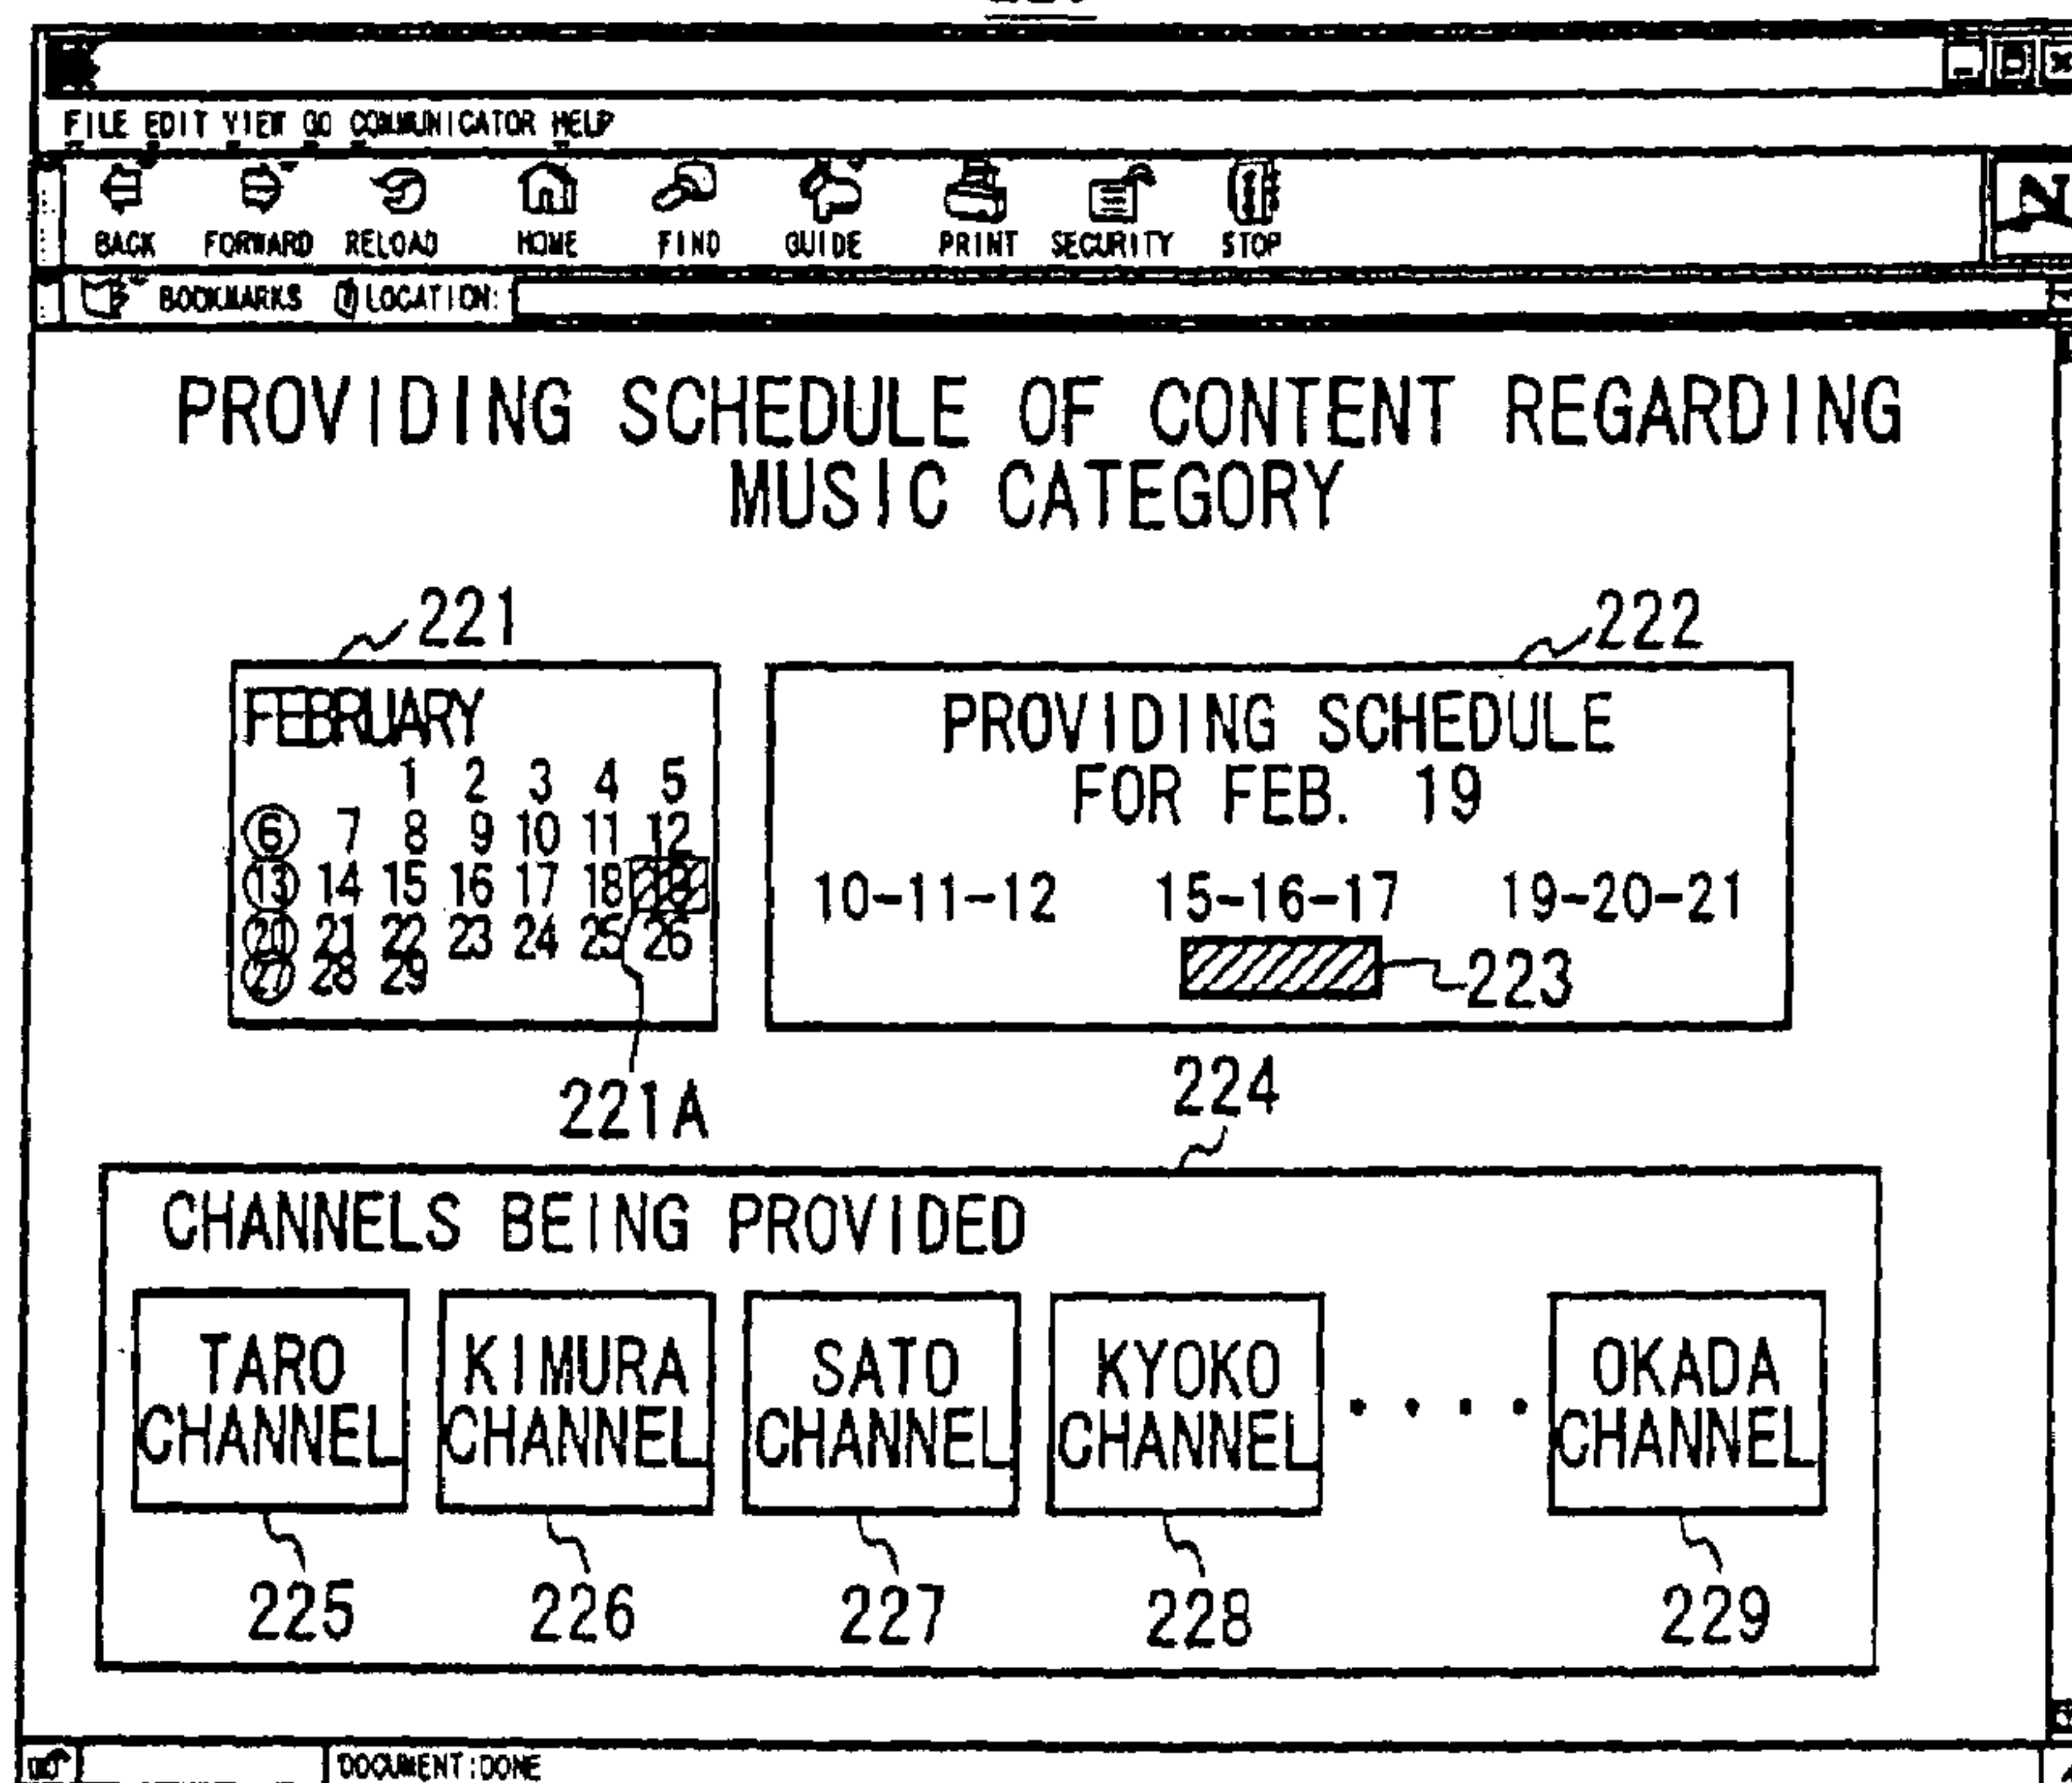 FILE EDIT VIEW GO COMMUNICATOR HELP
BACK FORWARD RELOAD HOME FIND GUIDE PRINT SECURITY STOP
N
BOOKMARKS LOCATION:
PROVIDING SCHEDULE OF CONTENT REGARDING
MUSIC CATEGORY
221
222
FEBRUARY
1 2 3 4 5
6 7 8 9 10 11 12
13 14 15 16 17 18 19
20 21 22 23 24 25 26
27 28 29
PROVIDING SCHEDULE
FOR FEB. 19
10-11-12 15-16-17 19-20-21
223
221A
224
CHANNELS BEING PROVIDED
TARO
CHANNEL
KIMURA
CHANNEL
SATO
CHANNEL
KYOKO
CHANNEL
. . . .
OKADA
CHANNEL
225 226 227 228 229
DOCUMENT:DONE